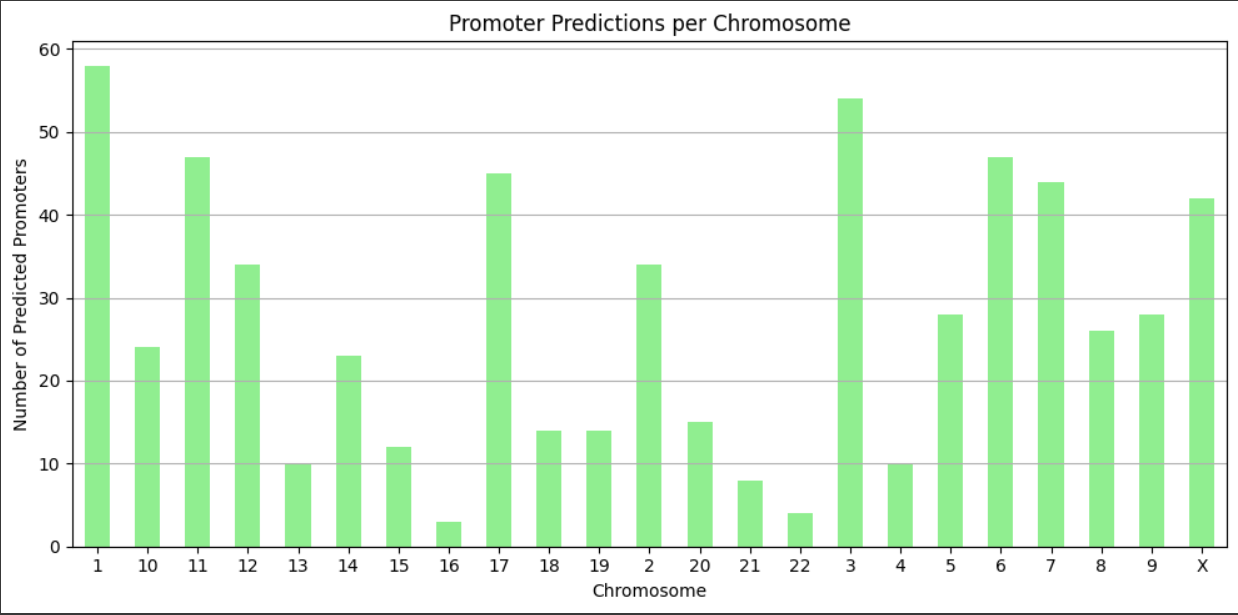 Promoter Predictions per Chromosome
Number of Predicted Promoters
60
50
40
30
20
10
0
1 10 11 12 13 14 15 16 17 18 19 2 20 21 22 3 4 5 6 7 8 9 X
Chromosome